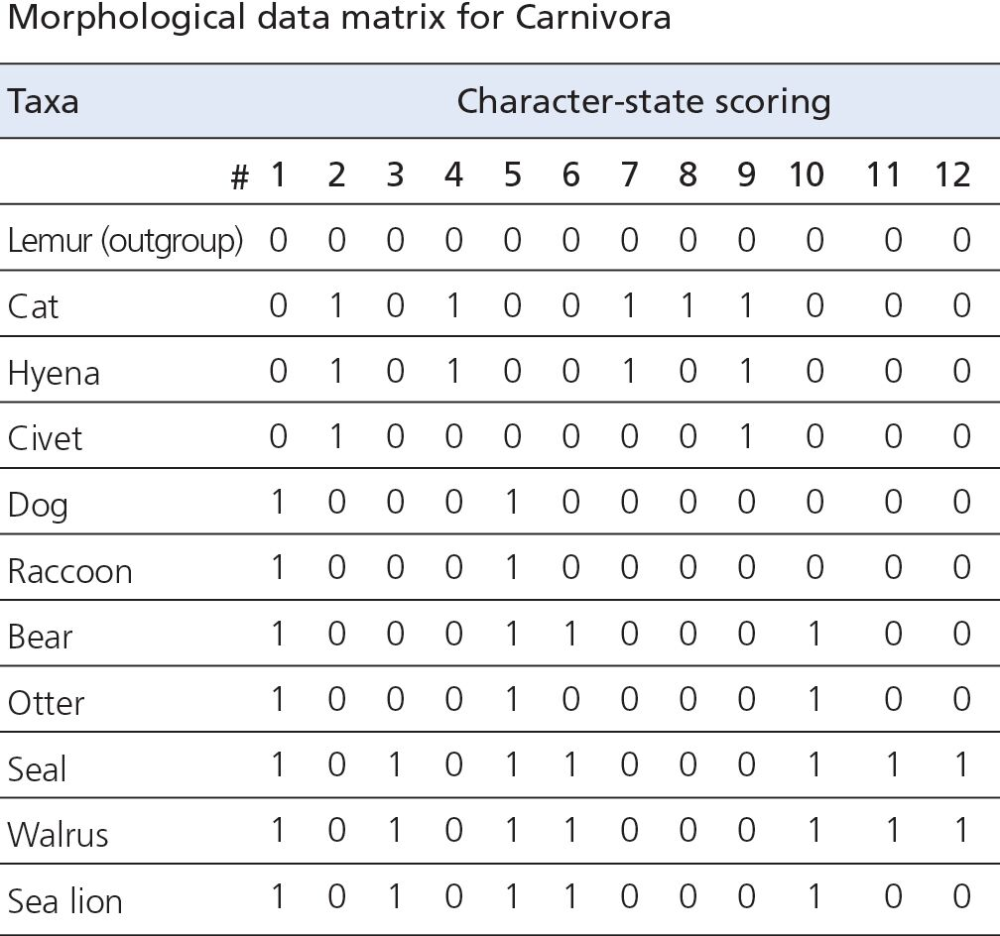 Morphological data matrix for Carnivora
Taxa Character-state scoring
# 1 2 3 4 5 6 7 8 9 10 11 12
Lemur (outgroup) 0 0 0 0 0 0 0 0 0 0 0 0
Cat 0 1 0 1 0 0 1 1 1 0 0 0
Hyena 0 1 0 1 0 0 1 0 1 0 0 0
Civet 0 1 0 0 0 0 0 0 1 0 0 0
Dog 1 0 0 0 1 0 0 0 0 0 0 0
Raccoon 1 0 0 0 1 0 0 0 0 0 0 0
Bear 1 0 0 0 1 1 0 0 0 1 0 0
Otter 1 0 0 0 1 0 0 0 0 1 0 0
Seal 1 0 1 0 1 1 0 0 0 1 1 1
Walrus 1 0 1 0 1 1 0 0 0 1 1 1
Sea lion 1 0 1 0 1 1 0 0 0 1 0 0